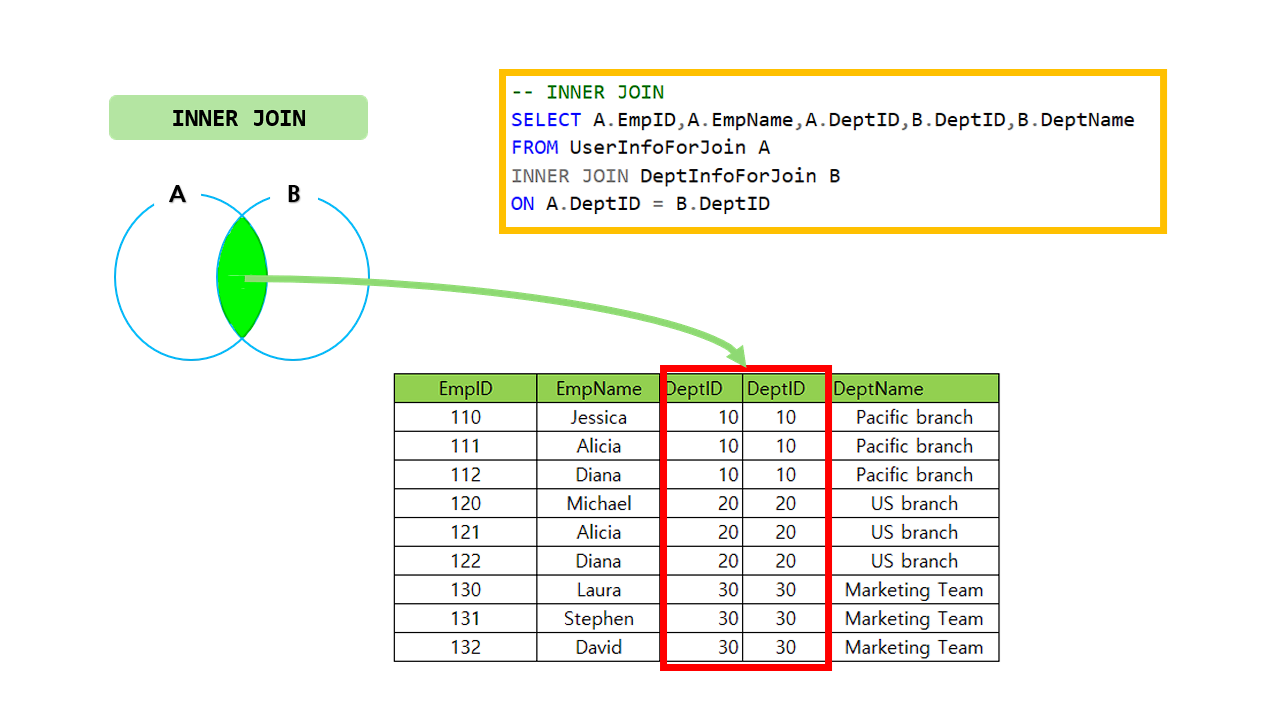 INNER JOIN
A B
-- INNER JOIN
SELECT A.EmpID,A.EmpName,A.DeptID,B.DeptID,B.DeptName
FROM UserInfoForJoin A
INNER JOIN DeptInfoForJoin B
ON A.DeptID = B.DeptID
EmpID EmpName DeptID DeptID DeptName
110 Jessica 10 10 Pacific branch
111 Alicia 10 10 Pacific branch
112 Diana 10 10 Pacific branch
120 Michael 20 20 US branch
121 Alicia 20 20 US branch
122 Diana 20 20 US branch
130 Laura 30 30 Marketing Team
131 Stephen 30 30 Marketing Team
132 David 30 30 Marketing Team